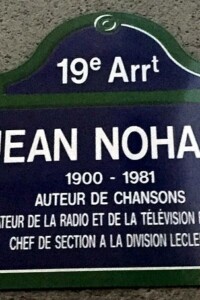 19e Arrt
JEAN NOHA
1900 - 1981
AUTEUR DE CHANSONS
ATEUR DE LA RADIO ET DE LA TÉLÉVISION
CHEF DE SECTION A LA DIVISION LECLE